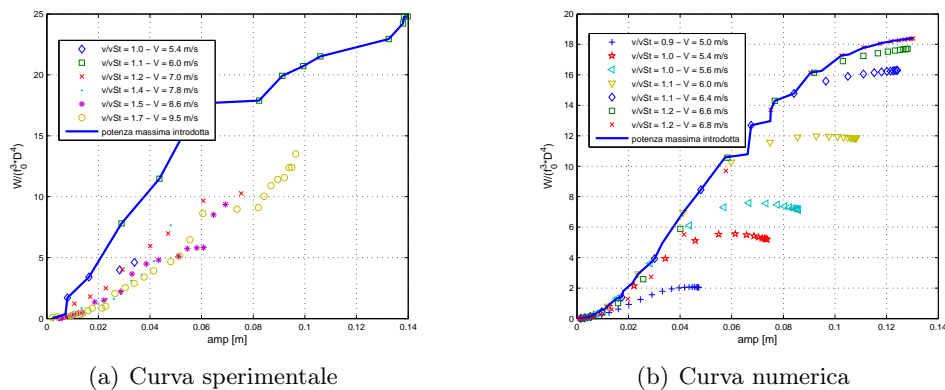 25
20
15
10
5
0
W/(f₀³*D⁴)
v/vSt = 1.0 − V = 5.4 m/s
v/vSt = 1.1 − V = 6.0 m/s
v/vSt = 1.2 − V = 7.0 m/s
v/vSt = 1.4 − V = 7.8 m/s
v/vSt = 1.5 − V = 8.6 m/s
v/vSt = 1.7 − V = 9.5 m/s
potenza massima introdotta
0 0.02 0.04 0.06 0.08 0.1 0.12 0.14
amp [m]
(a) Curva sperimentale
20
18
16
14
12
10
8
6
4
2
0
W/(f₀³*D⁴)
v/vSt = 0.9 − V = 5.0 m/s
v/vSt = 1.0 − V = 5.4 m/s
v/vSt = 1.0 − V = 5.6 m/s
v/vSt = 1.1 − V = 6.0 m/s
v/vSt = 1.1 − V = 6.4 m/s
v/vSt = 1.2 − V = 6.6 m/s
v/vSt = 1.2 − V = 6.8 m/s
potenza massima introdotta
0 0.02 0.04 0.06 0.08 0.1 0.12 0.14
amp [m]
(b) Curva numerica